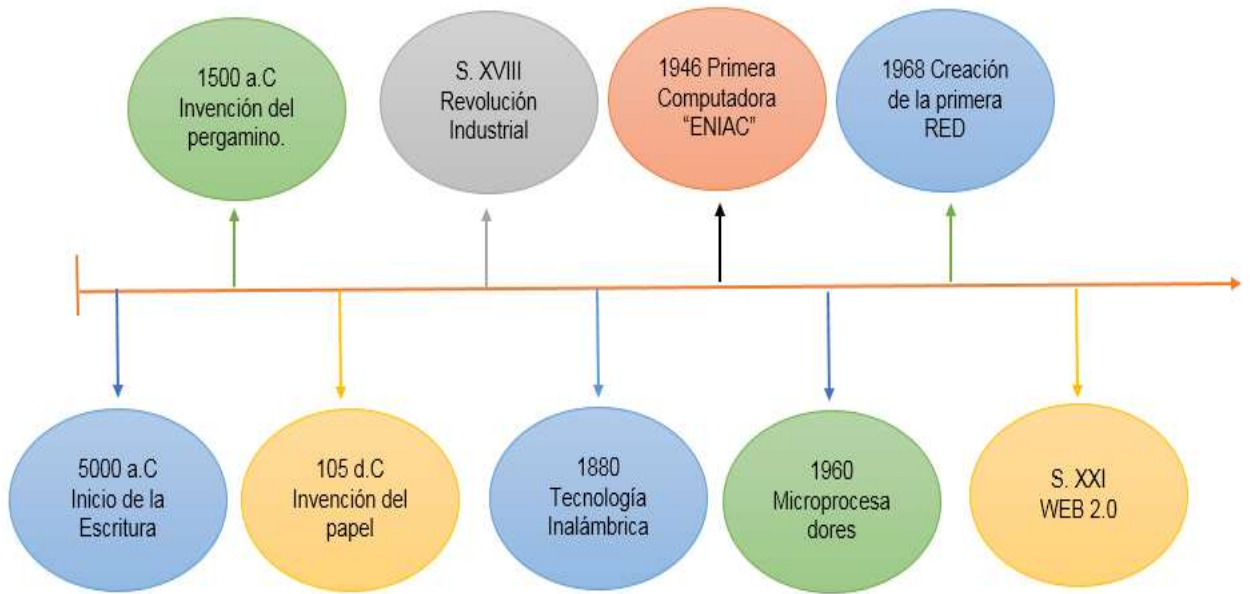 1500 a.C
Invención del
pergamino.
S. XVIII
Revolución
Industrial
1946 Primera
Computadora
“ENIAC”
1968 Creación
de la primera
RED
5000 a.C
Inicio de la
Escritura
105 d.C
Invención del
papel
1880
Tecnología
Inalámbrica
1960
Microprocesa
dores
S. XXI
WEB 2.0